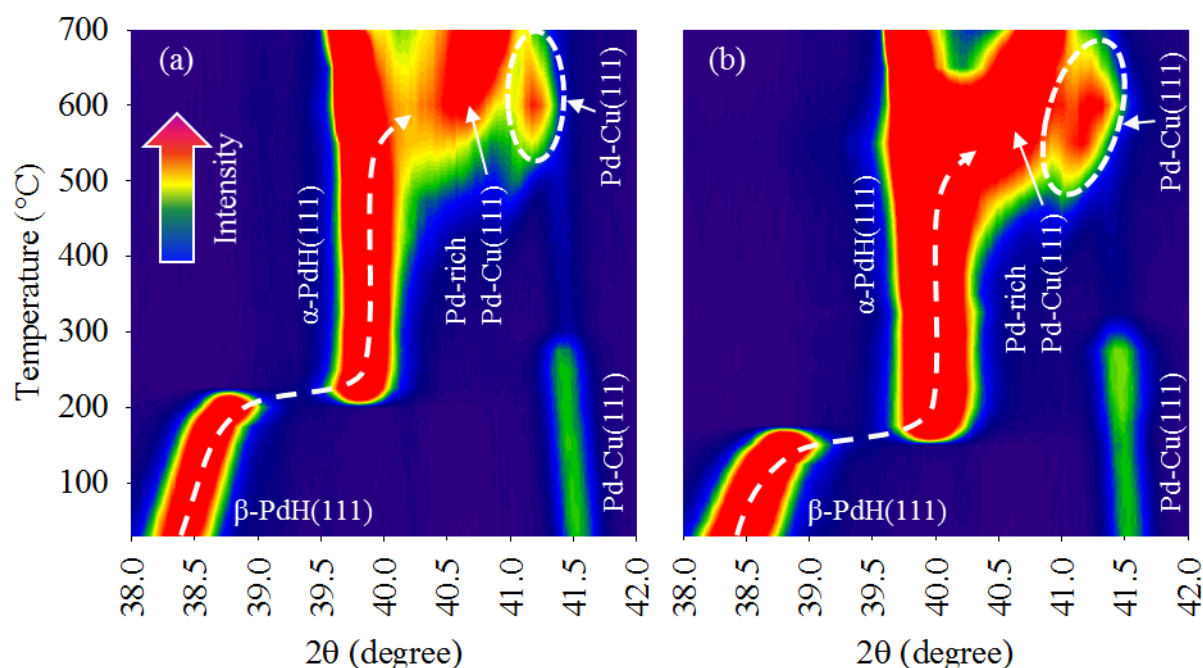 (a)
Intensity
α-PdH(111)
β-PdH(111)
Pd-rich
Pd-Cu(111)
Pd-Cu(111)
Pd-Cu(111)
Temperature (°C)
700
600
500
400
300
200
100
38.0
38.5
39.0
39.5
40.0
40.5
41.0
41.5
42.0
2θ (degree)
(b)
α-PdH(111)
β-PdH(111)
Pd-rich
Pd-Cu(111)
Pd-Cu(111)
Pd-Cu(111)
38.0
38.5
39.0
39.5
40.0
40.5
41.0
41.5
42.0
2θ (degree)